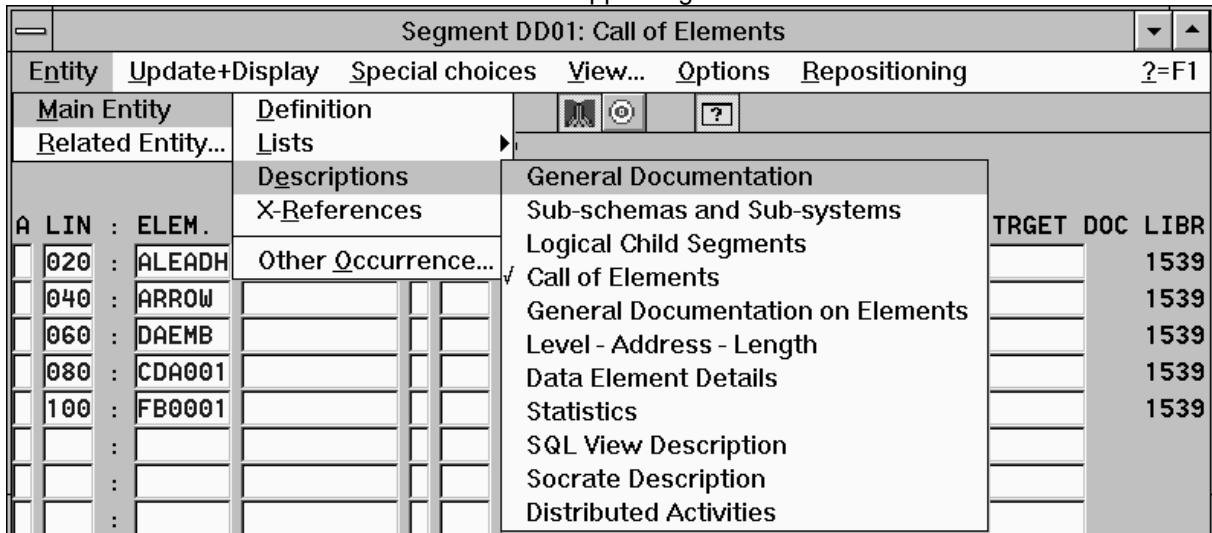 Segment DD01: Call of Elements
Entity Update+Display Special choices View... Options Repositioning ?=F1
Main Entity
Related Entity...
Definition
Lists
Descriptions
X-References
Other Occurrence...
General Documentation
Sub-schemas and Sub-systems
Logical Child Segments
√ Call of Elements
General Documentation on Elements
Level - Address - Length
Data Element Details
Statistics
SQL View Description
Socrate Description
Distributed Activities
A LIN : ELEM. TRGET DOC LIBR
020 : ALEADH 1539
040 : ARROW 1539
060 : DAEMB 1539
080 : CDA001 1539
100 : FB0001 1539
:
:
: